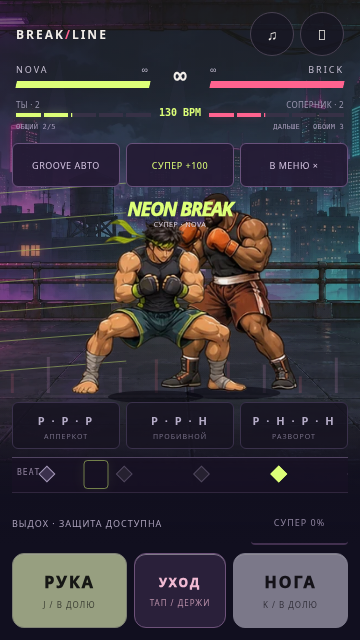 BREAK/LINE
♫
NOVA ∞ ∞ ∞ BRICK
ТЫ · 2 130 BPM СОПЕРНИК · 2
ОБЩИЙ 2/5 ДАЛЬШЕ · ОБОИМ 3
GROOVE АВТО СУПЕР +100 В МЕНЮ ×
NEON BREAK
СУПЕР · NOVA
Р · Р · Р Р · Р · Н Р · Н · Р · Н
АППЕРКОТ ПРОБИВНОЙ РАЗВОРОТ
BEAT
ВЫДОХ · ЗАЩИТА ДОСТУПНА СУПЕР 0%
РУКА УХОД НОГА
J / В ДОЛЮ ТАП / ДЕРЖИ K / В ДОЛЮ